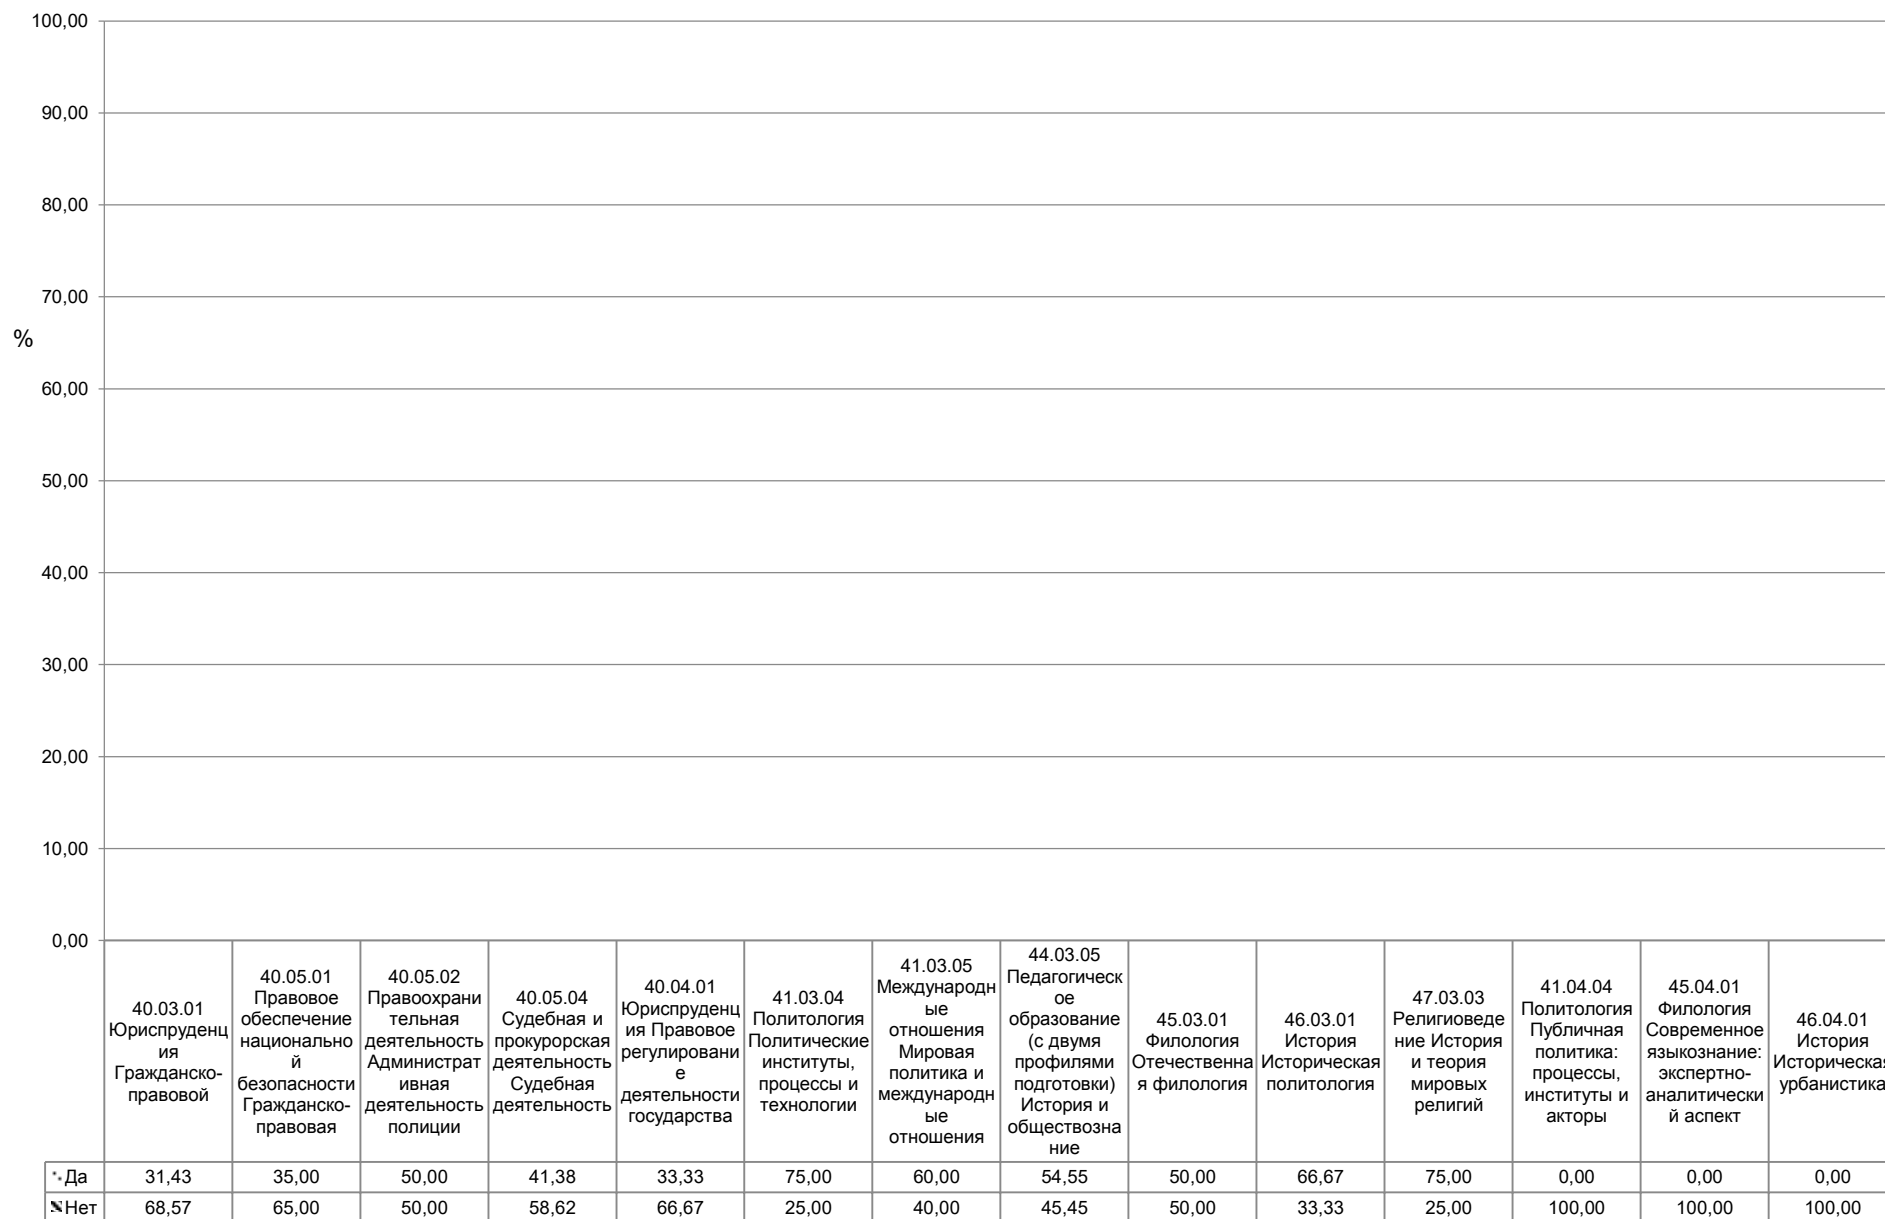 100,00
90,00
80,00
70,00
%
60,00
50,00
40,00
30,00
20,00
10,00
0,00
40.03.01
Юриспруденц
ия
Гражданско-
правовой
40.05.01
Правовое
обеспечение
национально
й
безопасности
Гражданско-
правовая
40.05.02
Правоохрани
тельная
деятельность
Администрат
ивная
деятельность
полиции
40.05.04
Судебная и
прокурорская
деятельность
Судебная
деятельность
40.04.01
Юриспруденц
ия Правовое
регулировани
е
деятельности
государства
41.03.04
Политология
Политические
институты,
процессы и
технологии
41.03.05
Международн
ые
отношения
Мировая
политика и
международн
ые
отношения
44.03.05
Педагогическ
ое
образование
(с двумя
профилями
подготовки)
История и
обществозна
ние
45.03.01
Филология
Отечественна
я филология
46.03.01
История
Историческая
политология
47.03.03
Религиоведе
ние История
и теория
мировых
религий
41.04.04
Политология
Публичная
политика:
процессы,
институты и
акторы
45.04.01
Филология
Современное
языкознание:
экспертно-
аналитически
й аспект
46.04.01
История
Историческая
урбанистика
Да 31,43 35,00 50,00 41,38 33,33 75,00 60,00 54,55 50,00 66,67 75,00 0,00 0,00 0,00
Нет 68,57 65,00 50,00 58,62 66,67 25,00 40,00 45,45 50,00 33,33 25,00 100,00 100,00 100,00